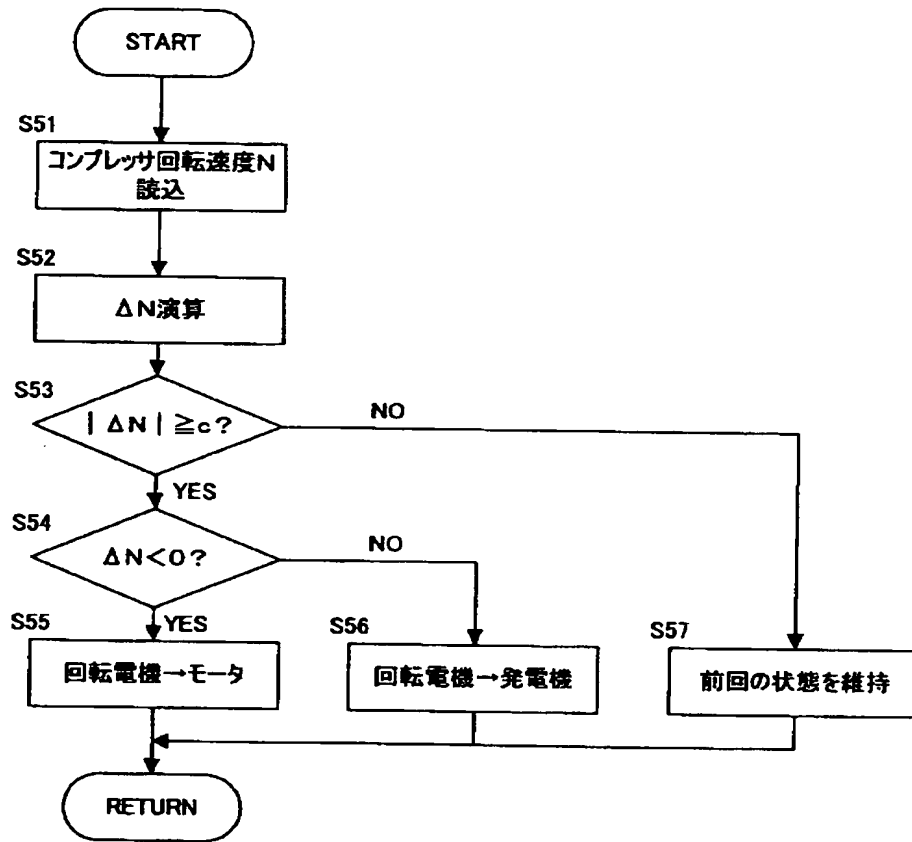 START
S51
コンプレッサ回転速度N
読込
S52
ΔN演算
S53
|ΔN|≧c?
NO
YES
S54
ΔN<0?
NO
YES
S55
回転電機→モータ
S56
回転電機→発電機
S57
前回の状態を維持
RETURN